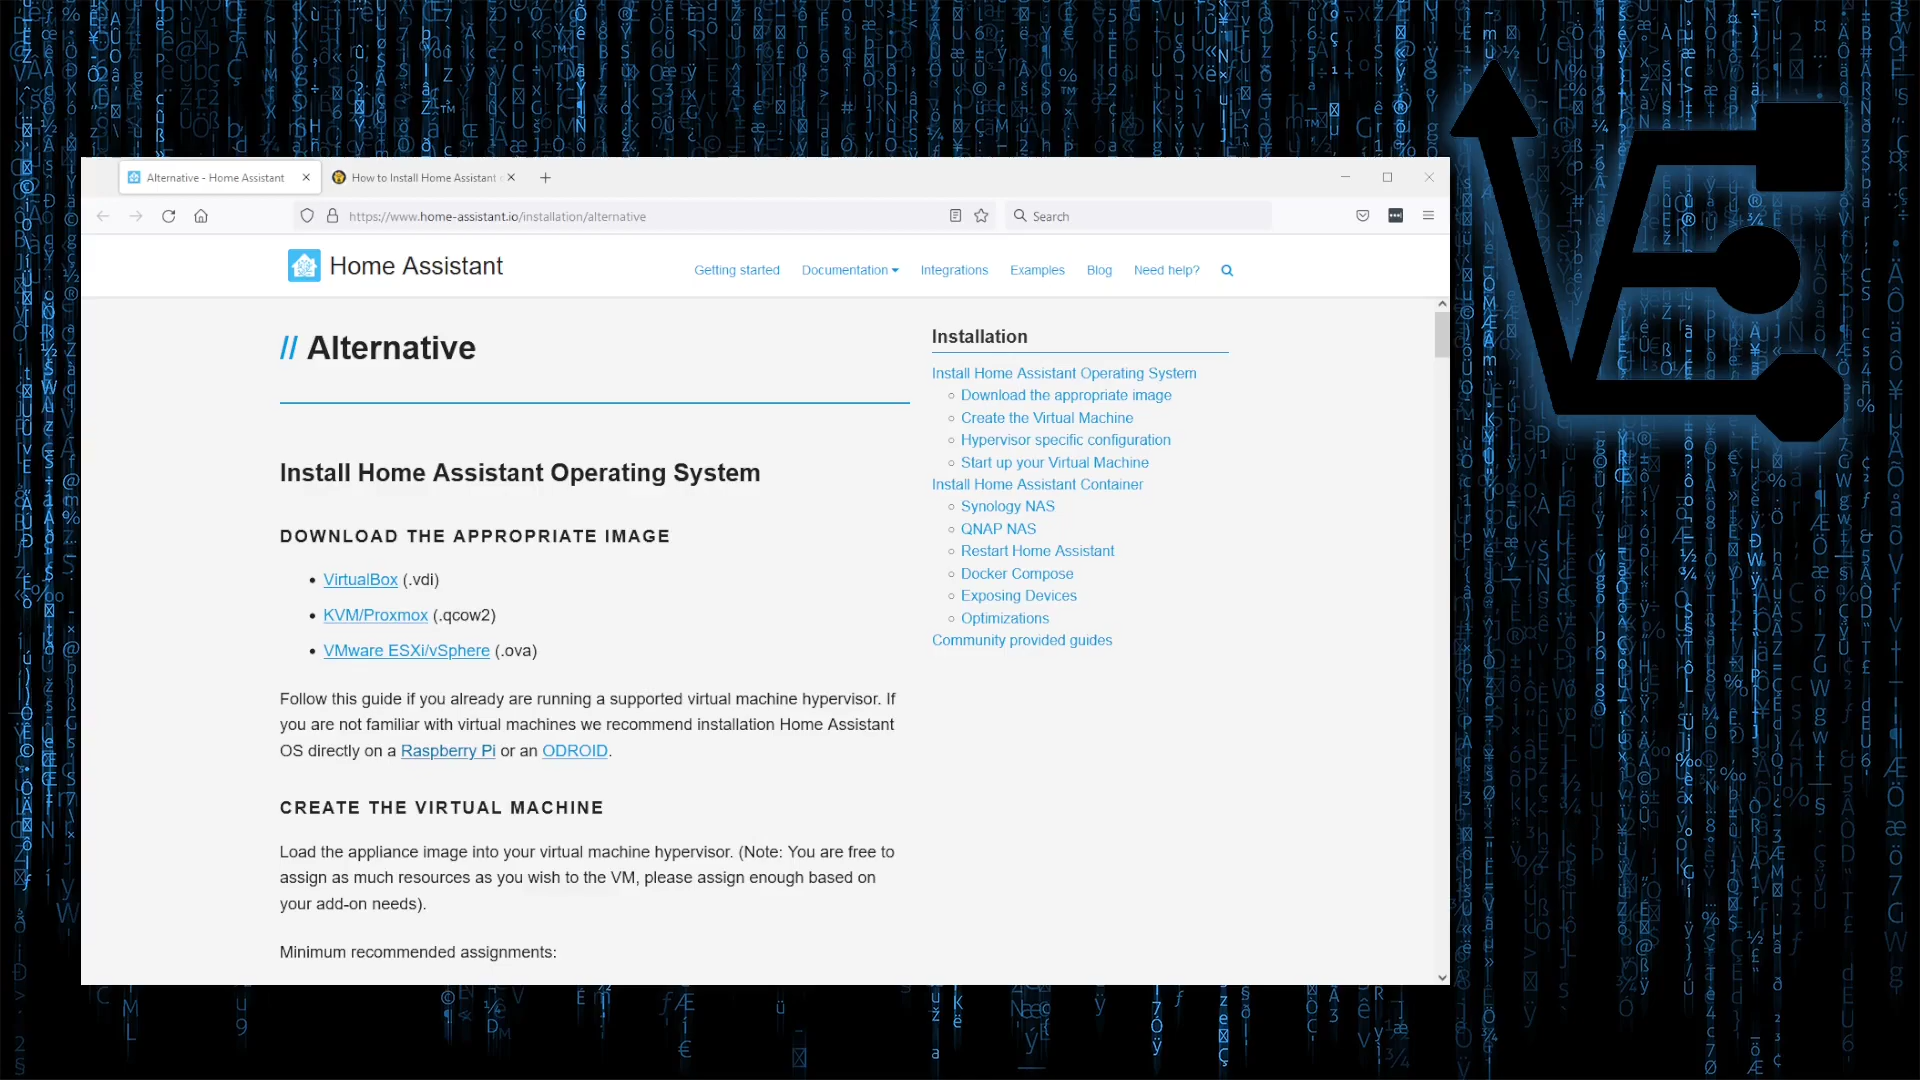 Alternative - Home Assistant
How to Install Home Assistant
https://www.home-assistant.io/installation/alternative
Search
Home Assistant
Getting started
Documentation
Integrations
Examples
Blog
Need help?
// Alternative
Install Home Assistant Operating System
DOWNLOAD THE APPROPRIATE IMAGE
• VirtualBox (.vdi)
• KVM/Proxmox (.qcow2)
• VMware ESXi/vSphere (.ova)
Follow this guide if you already are running a supported virtual machine hypervisor. If
you are not familiar with virtual machines we recommend installation Home Assistant
OS directly on a Raspberry Pi or an ODROID.
CREATE THE VIRTUAL MACHINE
Load the appliance image into your virtual machine hypervisor. (Note: You are free to
assign as much resources as you wish to the VM, please assign enough based on
your add-on needs).
Minimum recommended assignments:
Installation
Install Home Assistant Operating System
Download the appropriate image
Create the Virtual Machine
Hypervisor specific configuration
Start up your Virtual Machine
Install Home Assistant Container
Synology NAS
QNAP NAS
Restart Home Assistant
Docker Compose
Exposing Devices
Optimizations
Community provided guides